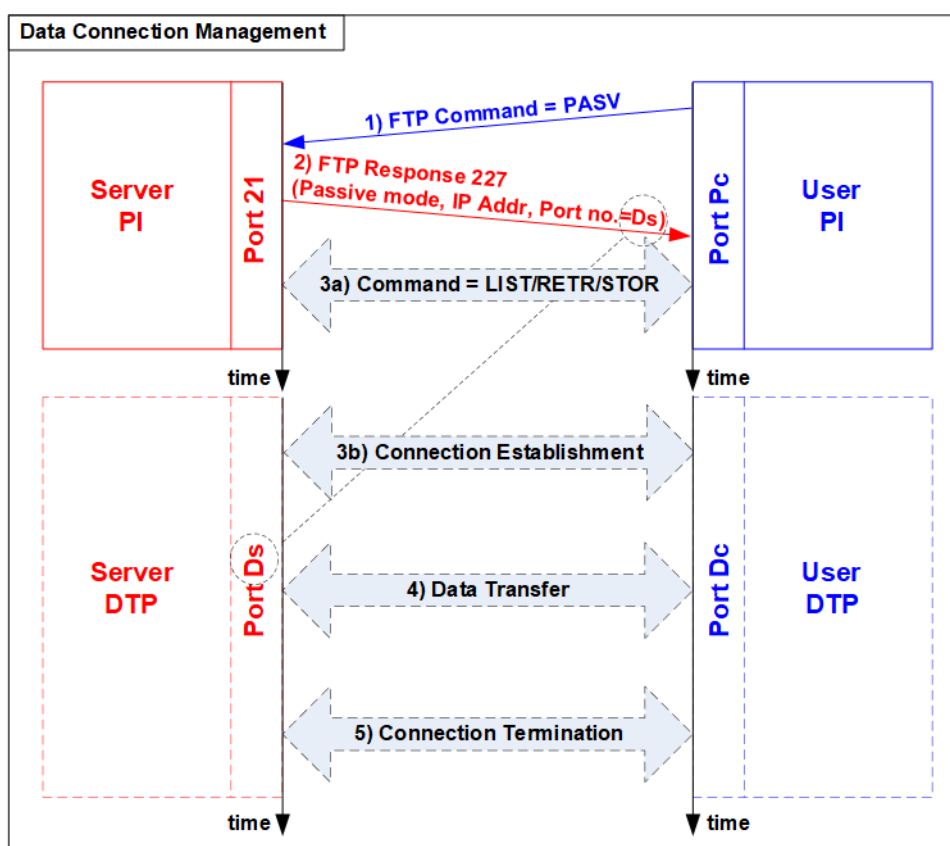 Data Connection Management
1) FTP Command = PASV
2) FTP Response 227
(Passive mode, IP Addr, Port no.=Ds)
Server
PI
Port 21
Port Pc
User
PI
3a) Command = LIST/RETR/STOR
time
time
3b) Connection Establishment
Server
DTP
Port Ds
4) Data Transfer
Port Dc
User
DTP
5) Connection Termination
time
time